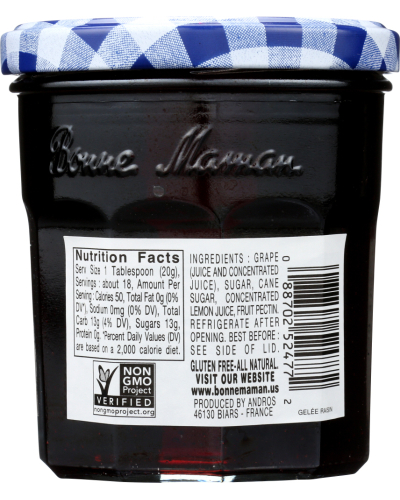 Bonne Maman.
Nutrition Facts
Serv Size 1 Tablespoon (20g),
Servings : about 18, Amount Per
Serving : Calories 50, Total Fat 0g (0%
DV*), Sodium 0mg (0% DV), Total
Carb 13g (4% DV), Sugars 13g,
Protein 0g. *Percent Daily Values (DV)
are based on a 2,000 calorie diet.
NON
GMO
Project
VERIFIED
nongmoproject.org
INGREDIENTS : GRAPE
(JUICE AND CONCENTRATED
JUICE), SUGAR, CANE
SUGAR, CONCENTRATED
LEMON JUICE, FRUIT PECTIN.
REFRIGERATE AFTER
OPENING. BEST BEFORE :
SEE SIDE OF LID.
GLUTEN FREE-ALL NATURAL.
VISIT OUR WEBSITE
www.bonnemaman.us
PRODUCED BY ANDROS
46130 BIARS - FRANCE
0 88702 52477 2
GELÉE RAISIN